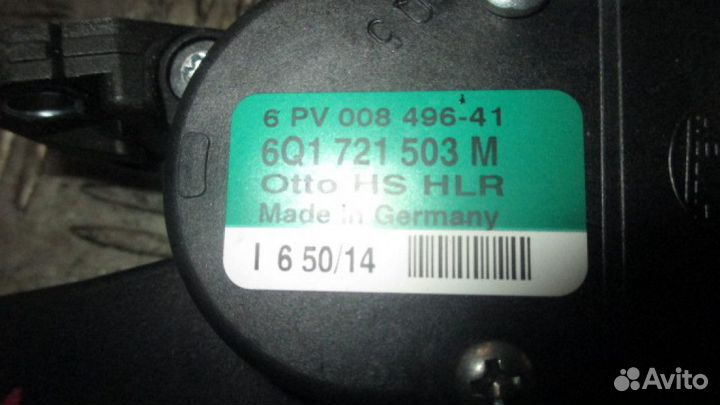 6 PV 008 496-41
6Q1 721 503 M
Otto HS HLR
Made in Germany
I 6 50/14
Avito